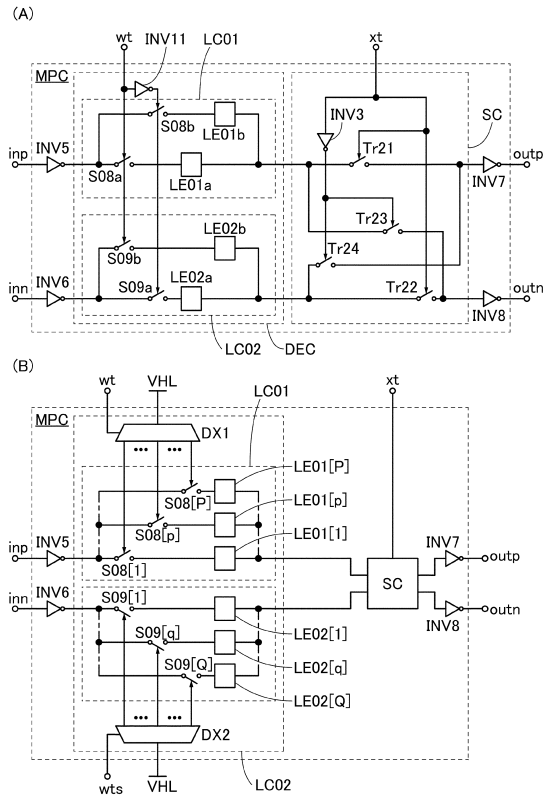 (A)
wt INV11 LC01 xt
MPC
S08b LE01b INV3 SC
inp INV5 S08a LE01a Tr21 INV7 outp
LE02b Tr23
S09b Tr24
LE02a
inn INV6 S09a Tr22 INV8 outn
LC02 DEC
(B)
wt VHL LC01 xt
MPC DX1
LE01[P]
S08[P] LE01[p]
S08[p] LE01[1]
inp INV5 S08[1] INV7 outp
inn INV6 S09[1] SC INV8 outn
LE02[1]
S09[q] LE02[q]
S09[Q] LE02[Q]
DX2
wts VHL LC02